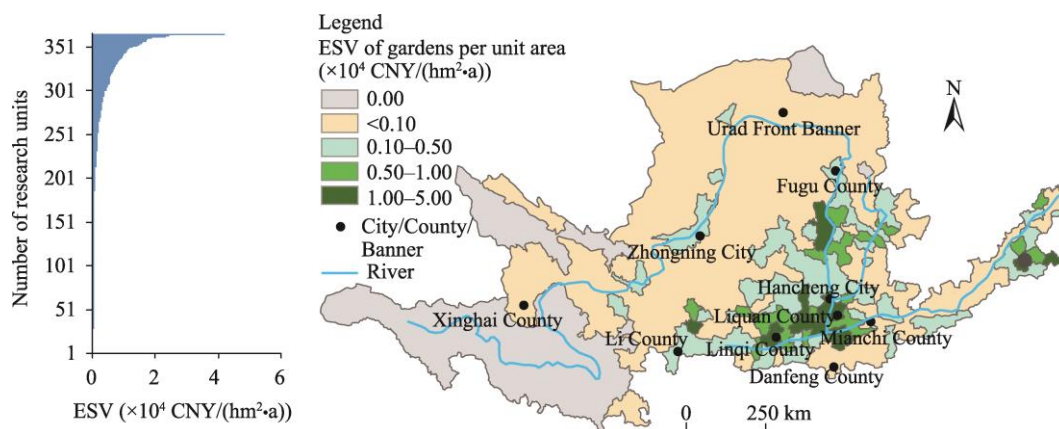 Number of research units
351
301
251
201
151
101
51
1
0
2
4
6
ESV (×10⁴ CNY/(hm²•a))
Legend
ESV of gardens per unit area
(×10⁴ CNY/(hm²•a))
0.00
<0.10
0.10–0.50
0.50–1.00
1.00–5.00
City/County/
Banner
River
N
Urad Front Banner
Fugu County
Zhongning City
Hancheng City
Xinghai County
Liquan County
Li County
Linqi County
Mianchi County
Danfeng County
0
250 km